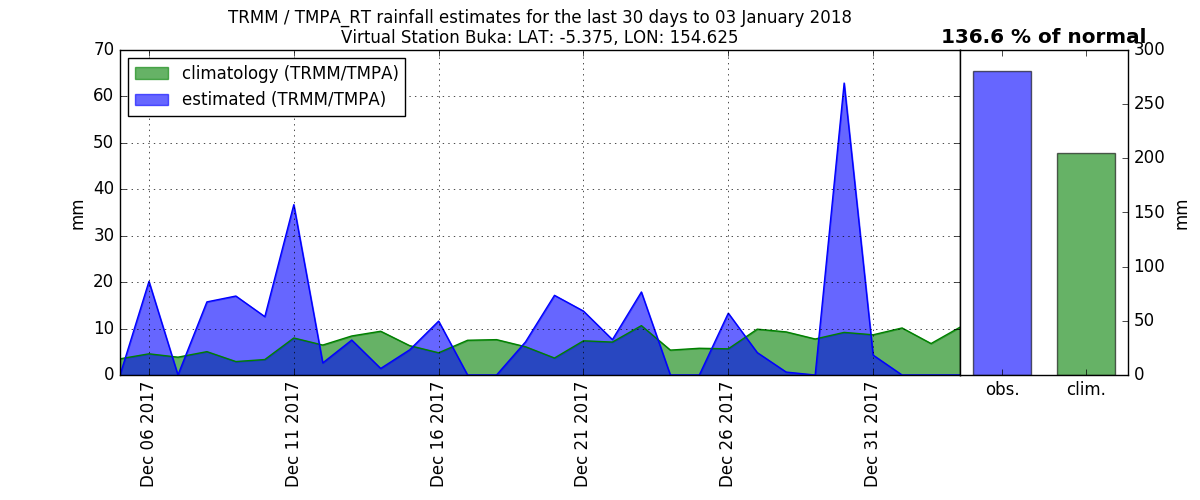 TRMM / TMPA_RT rainfall estimates for the last 30 days to 03 January 2018
Virtual Station Buka: LAT: -5.375, LON: 154.625
136.6 % of normal
climatology (TRMM/TMPA)
estimated (TRMM/TMPA)
mm
70
60
50
40
30
20
10
0
Dec 06 2017
Dec 11 2017
Dec 16 2017
Dec 21 2017
Dec 26 2017
Dec 31 2017
obs.
clim.
300
250
200
150
100
50
0
mm